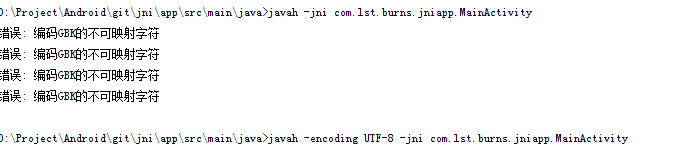 D:\Project\Android\git\jni\app\src\main\java>javah -jni com.lst.burns.jniapp.MainActivity
错误: 编码GBK的不可映射字符
错误: 编码GBK的不可映射字符
错误: 编码GBK的不可映射字符
错误: 编码GBK的不可映射字符
D:\Project\Android\git\jni\app\src\main\java>javah -encoding UTF-8 -jni com.lst.burns.jniapp.MainActivity